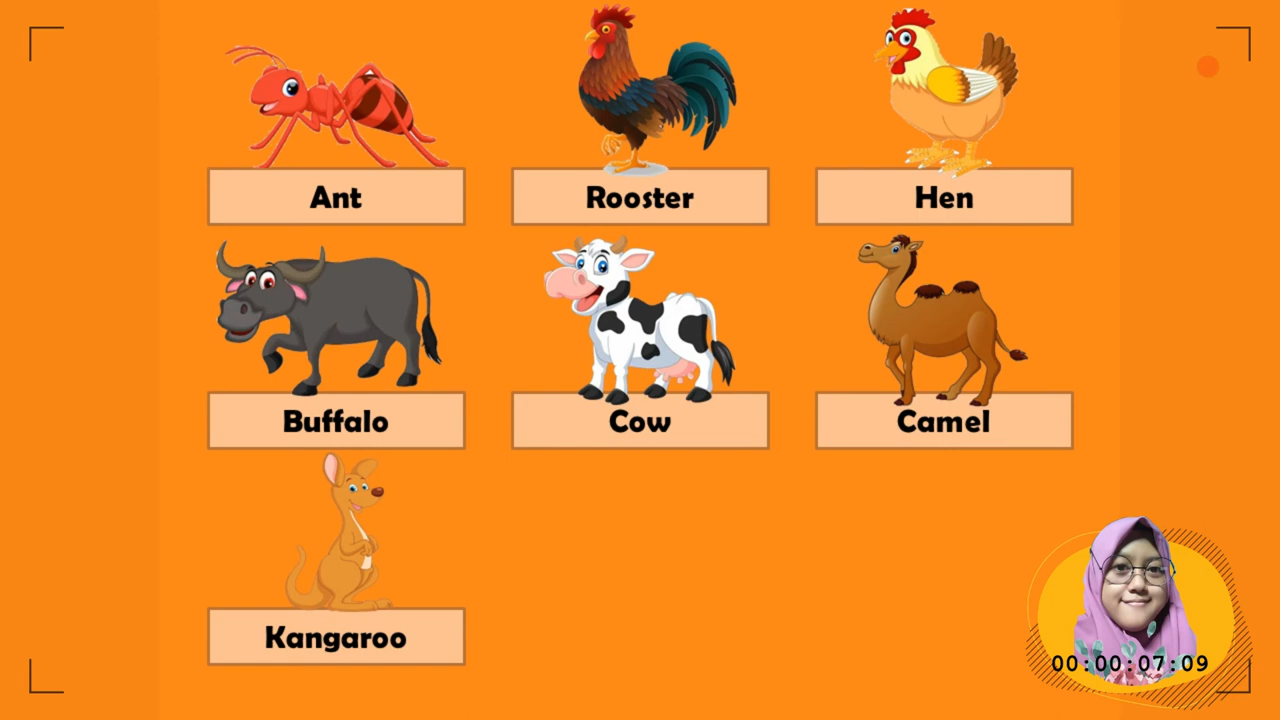 Ant
Rooster
Hen
Buffalo
Cow
Camel
Kangaroo
00:00:07:09